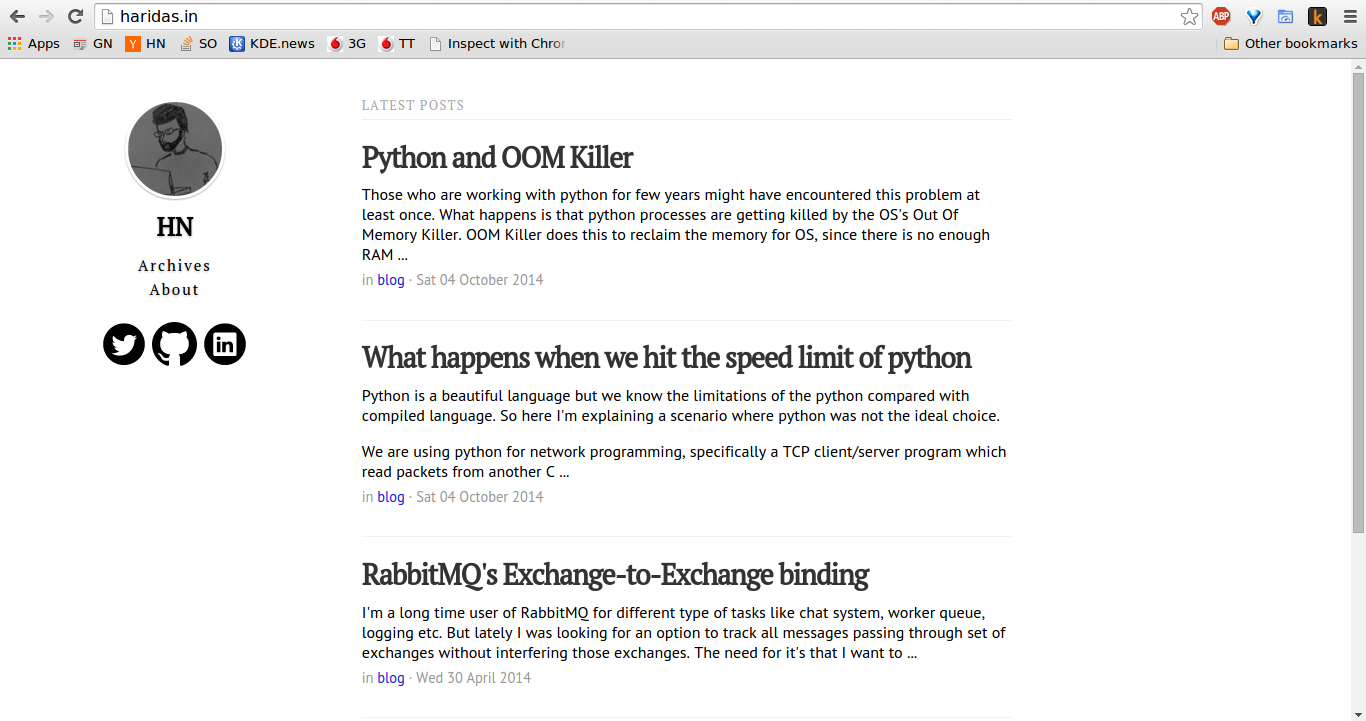 haridas.in
ABP
k
Apps GN Y HN SO KDE.news 3G TT Inspect with Chro Other bookmarks
HN
Archives
About
in
LATEST POSTS
Python and OOM Killer
Those who are working with python for few years might have encountered this problem at
least once. What happens is that python processes are getting killed by the OS's Out Of
Memory Killer. OOM Killer does this to reclaim the memory for OS, since there is no enough
RAM ...
in blog · Sat 04 October 2014
What happens when we hit the speed limit of python
Python is a beautiful language but we know the limitations of the python compared with
compiled language. So here I'm explaining a scenario where python was not the ideal choice.
We are using python for network programming, specifically a TCP client/server program which
read packets from another C ...
in blog · Sat 04 October 2014
RabbitMQ's Exchange-to-Exchange binding
I'm a long time user of RabbitMQ for different type of tasks like chat system, worker queue,
logging etc. But lately I was looking for an option to track all messages passing through set of
exchanges without interfering those exchanges. The need for it's that I want to ...
in blog · Wed 30 April 2014